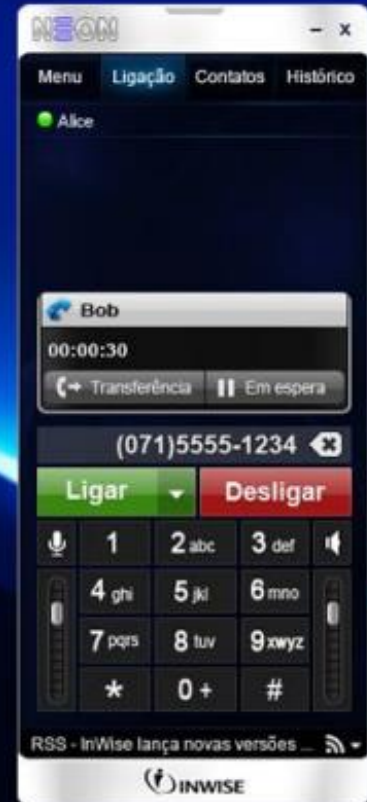 NEON
- x
Menu Ligação Contatos Histórico
Alice
Bob
00:00:30
Transferência Em espera
(071)5555-1234
Ligar Desligar
1 2 abc 3 def
4 ghi 5 jkl 6 mno
7 pqrs 8 tuv 9 xwyz
* 0 + #
RSS - InWise lança novas versões ...
INWISE